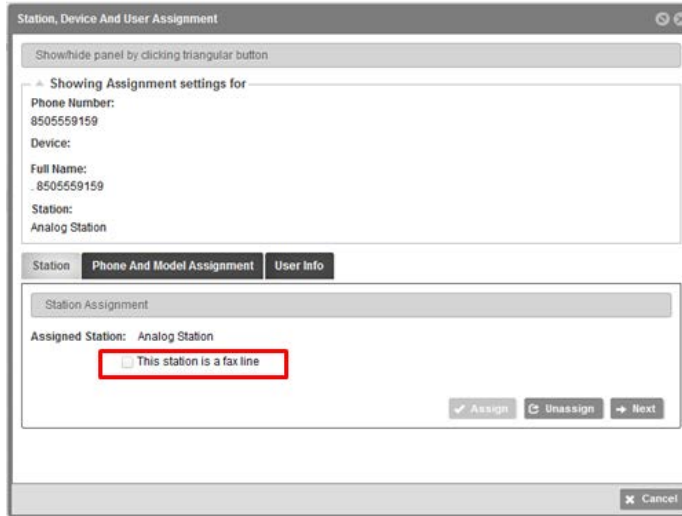 Station, Device And User Assignment
Show/hide panel by clicking triangular button
Showing Assignment settings for
Phone Number:
8505559159
Device:
Full Name:
. 8505559159
Station:
Analog Station
Station Phone And Model Assignment User Info
Station Assignment
Assigned Station: Analog Station
This station is a fax line
Assign Unassign Next
Cancel